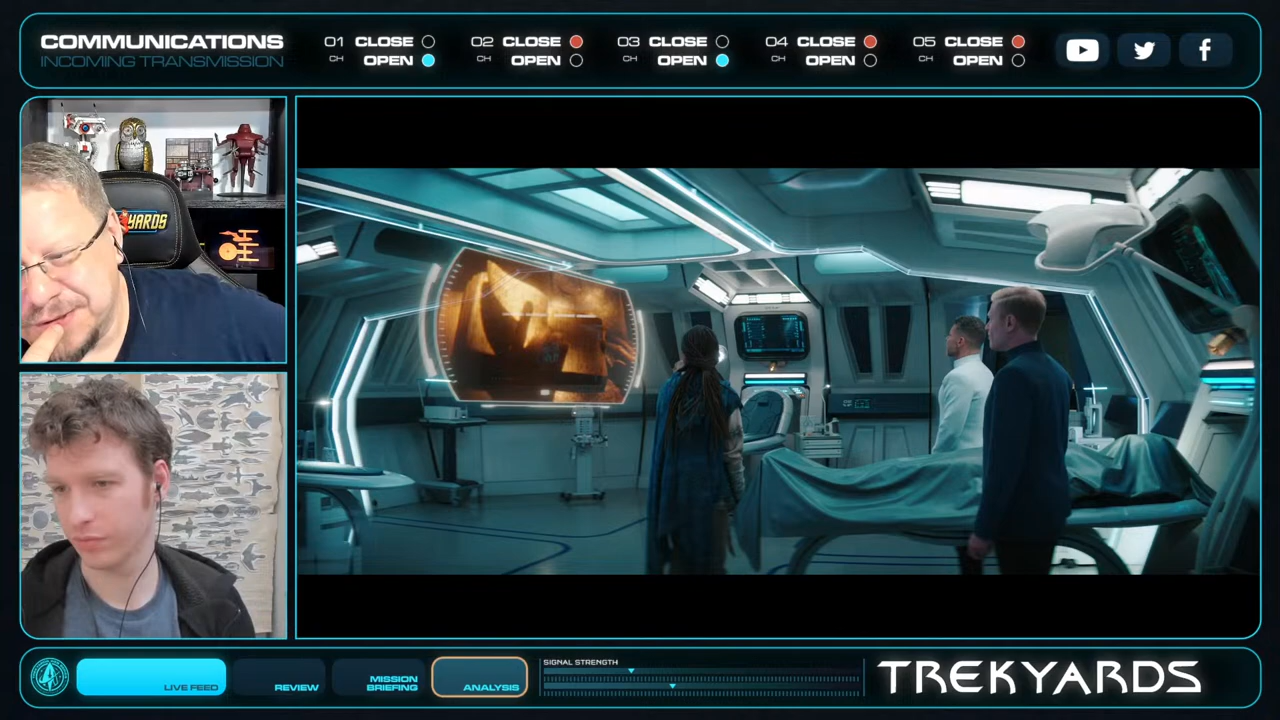 COMMUNICATIONS
INCOMING TRANSMISSION
01 CLOSE
CH OPEN
02 CLOSE
CH OPEN
03 CLOSE
CH OPEN
04 CLOSE
CH OPEN
05 CLOSE
CH OPEN
YARDS
LIVE FEED
REVIEW
MISSION
BRIEFING
ANALYSIS
SIGNAL STRENGTH
TREKYARDS